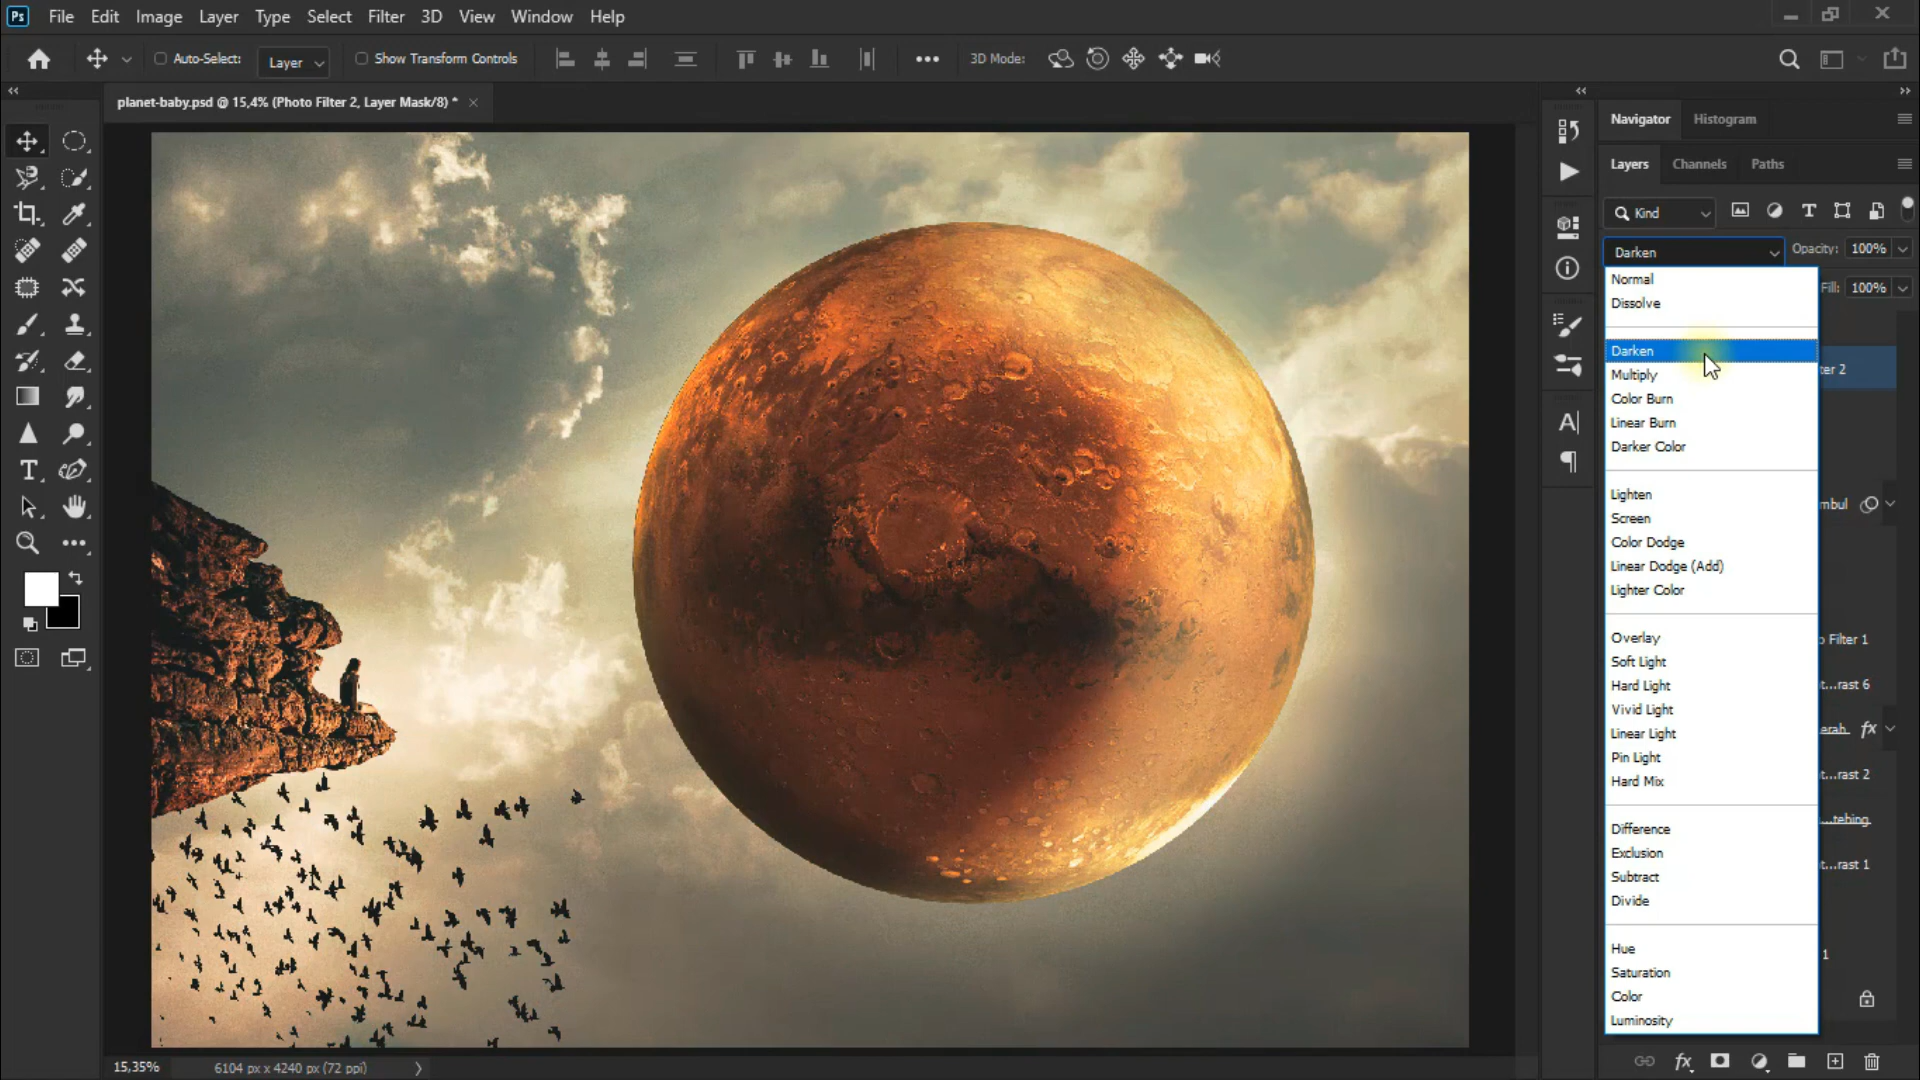 Ps File Edit Image Layer Type Select Filter 3D View Window Help
Auto-Select: Layer Show Transform Controls 3D Mode:
planet-baby.psd @ 15,4% (Photo Filter 2, Layer Mask/8) *
Navigator Histogram
Layers Channels Paths
Kind
Darken Opacity: 100%
Fill: 100%
Normal
Dissolve
Darken
ter 2
Multiply
Color Burn
Linear Burn
Darker Color
Lighten
mbul
Screen
Color Dodge
Linear Dodge (Add)
Lighter Color
Overlay
o Filter 1
Soft Light
Hard Light
t...rast 6
Vivid Light
Linear Light
erah fx
Pin Light
Hard Mix
t...rast 2
Difference
...tehing
Exclusion
t...rast 1
Subtract
Divide
Hue
1
Saturation
Color
Luminosity
15,35% 6104 px x 4240 px (72 ppi)
fx